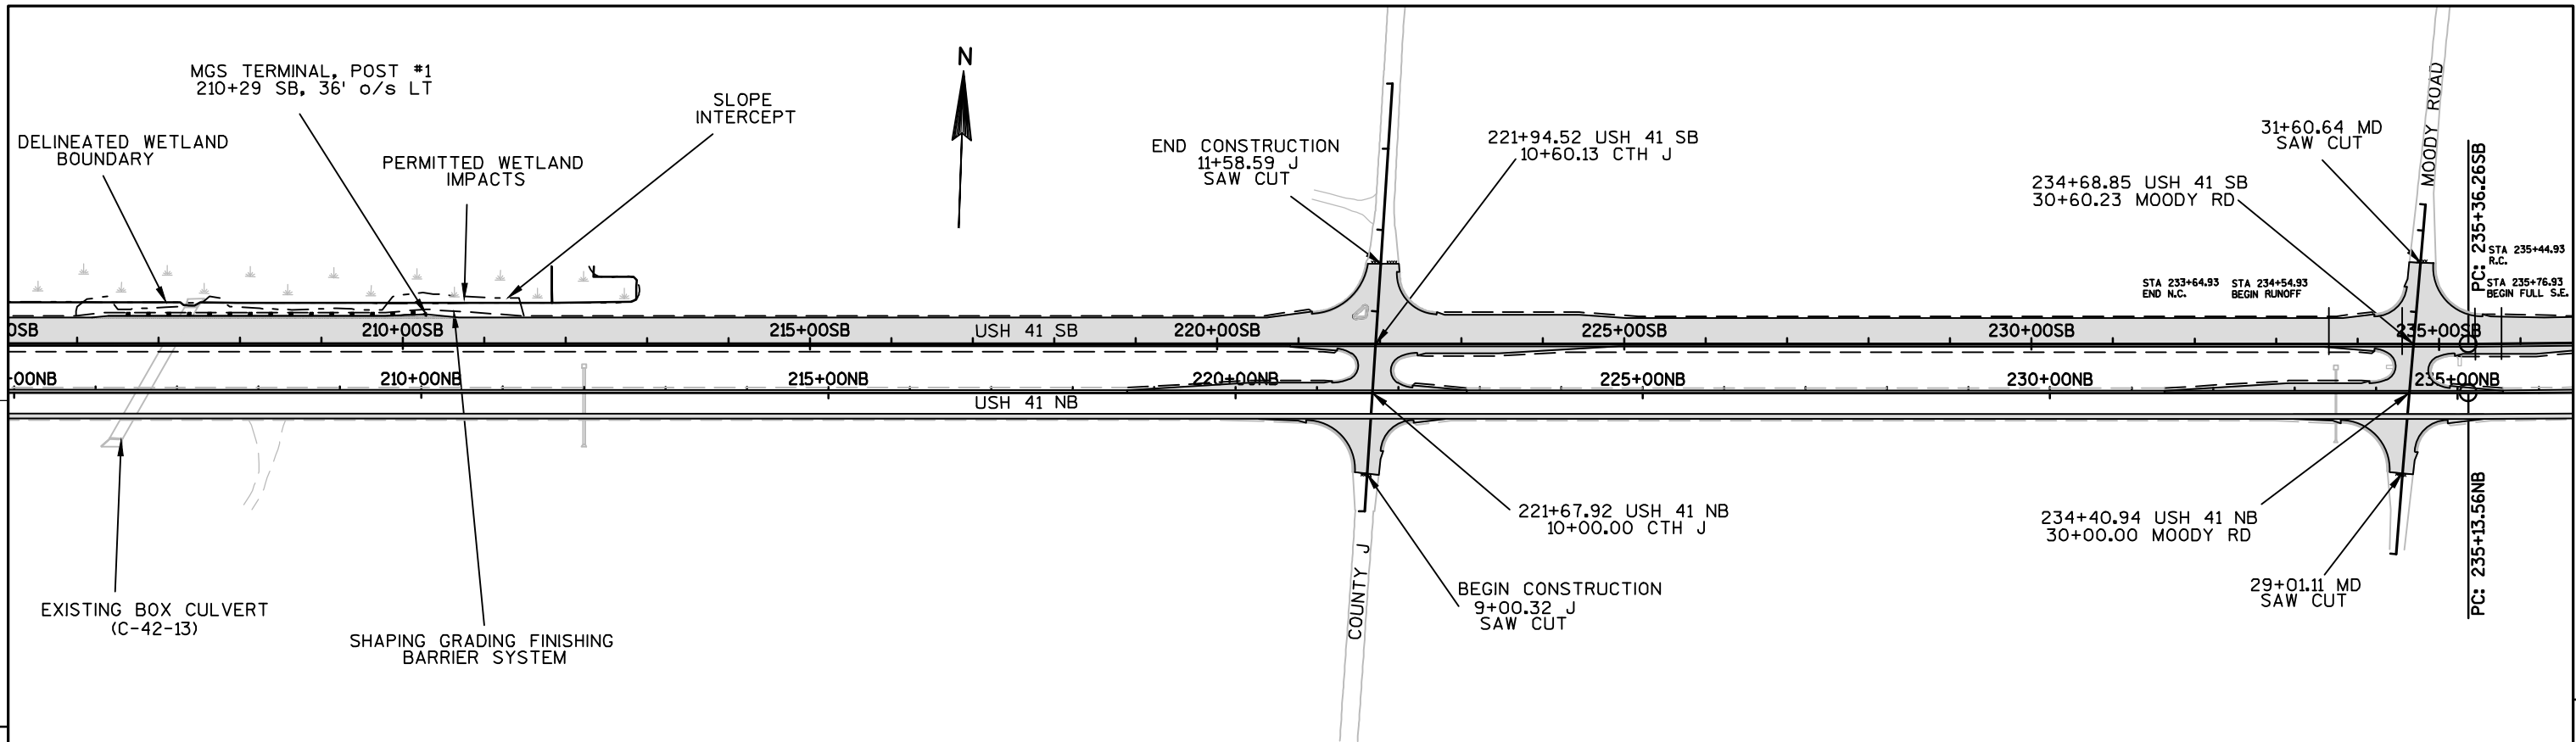 N
MGS TERMINAL, POST #1
210+29 SB, 36' o/s LT
SLOPE
INTERCEPT
DELINEATED WETLAND
BOUNDARY
PERMITTED WETLAND
IMPACTS
END CONSTRUCTION
11+58.59 J
SAW CUT
221+94.52 USH 41 SB
10+60.13 CTH J
31+60.64 MD
SAW CUT
MOODY ROAD
234+68.85 USH 41 SB
30+60.23 MOODY RD
PC: 235+36.26SB
STA 235+44.93
R.C.
STA 233+64.93
END N.C.
STA 234+54.93
BEGIN RUNOFF
STA 235+76.93
BEGIN FULL S.E.
0SB 210+00SB 215+00SB USH 41 SB 220+00SB 225+00SB 230+00SB 235+00SB
+00NB 210+00NB 215+00NB 220+00NB 225+00NB 230+00NB 235+00NB
USH 41 NB
221+67.92 USH 41 NB
10+00.00 CTH J
234+40.94 USH 41 NB
30+00.00 MOODY RD
PC: 235+13.56NB
COUNTY J
BEGIN CONSTRUCTION
9+00.32 J
SAW CUT
29+01.11 MD
SAW CUT
EXISTING BOX CULVERT
(C-42-13)
SHAPING GRADING FINISHING
BARRIER SYSTEM